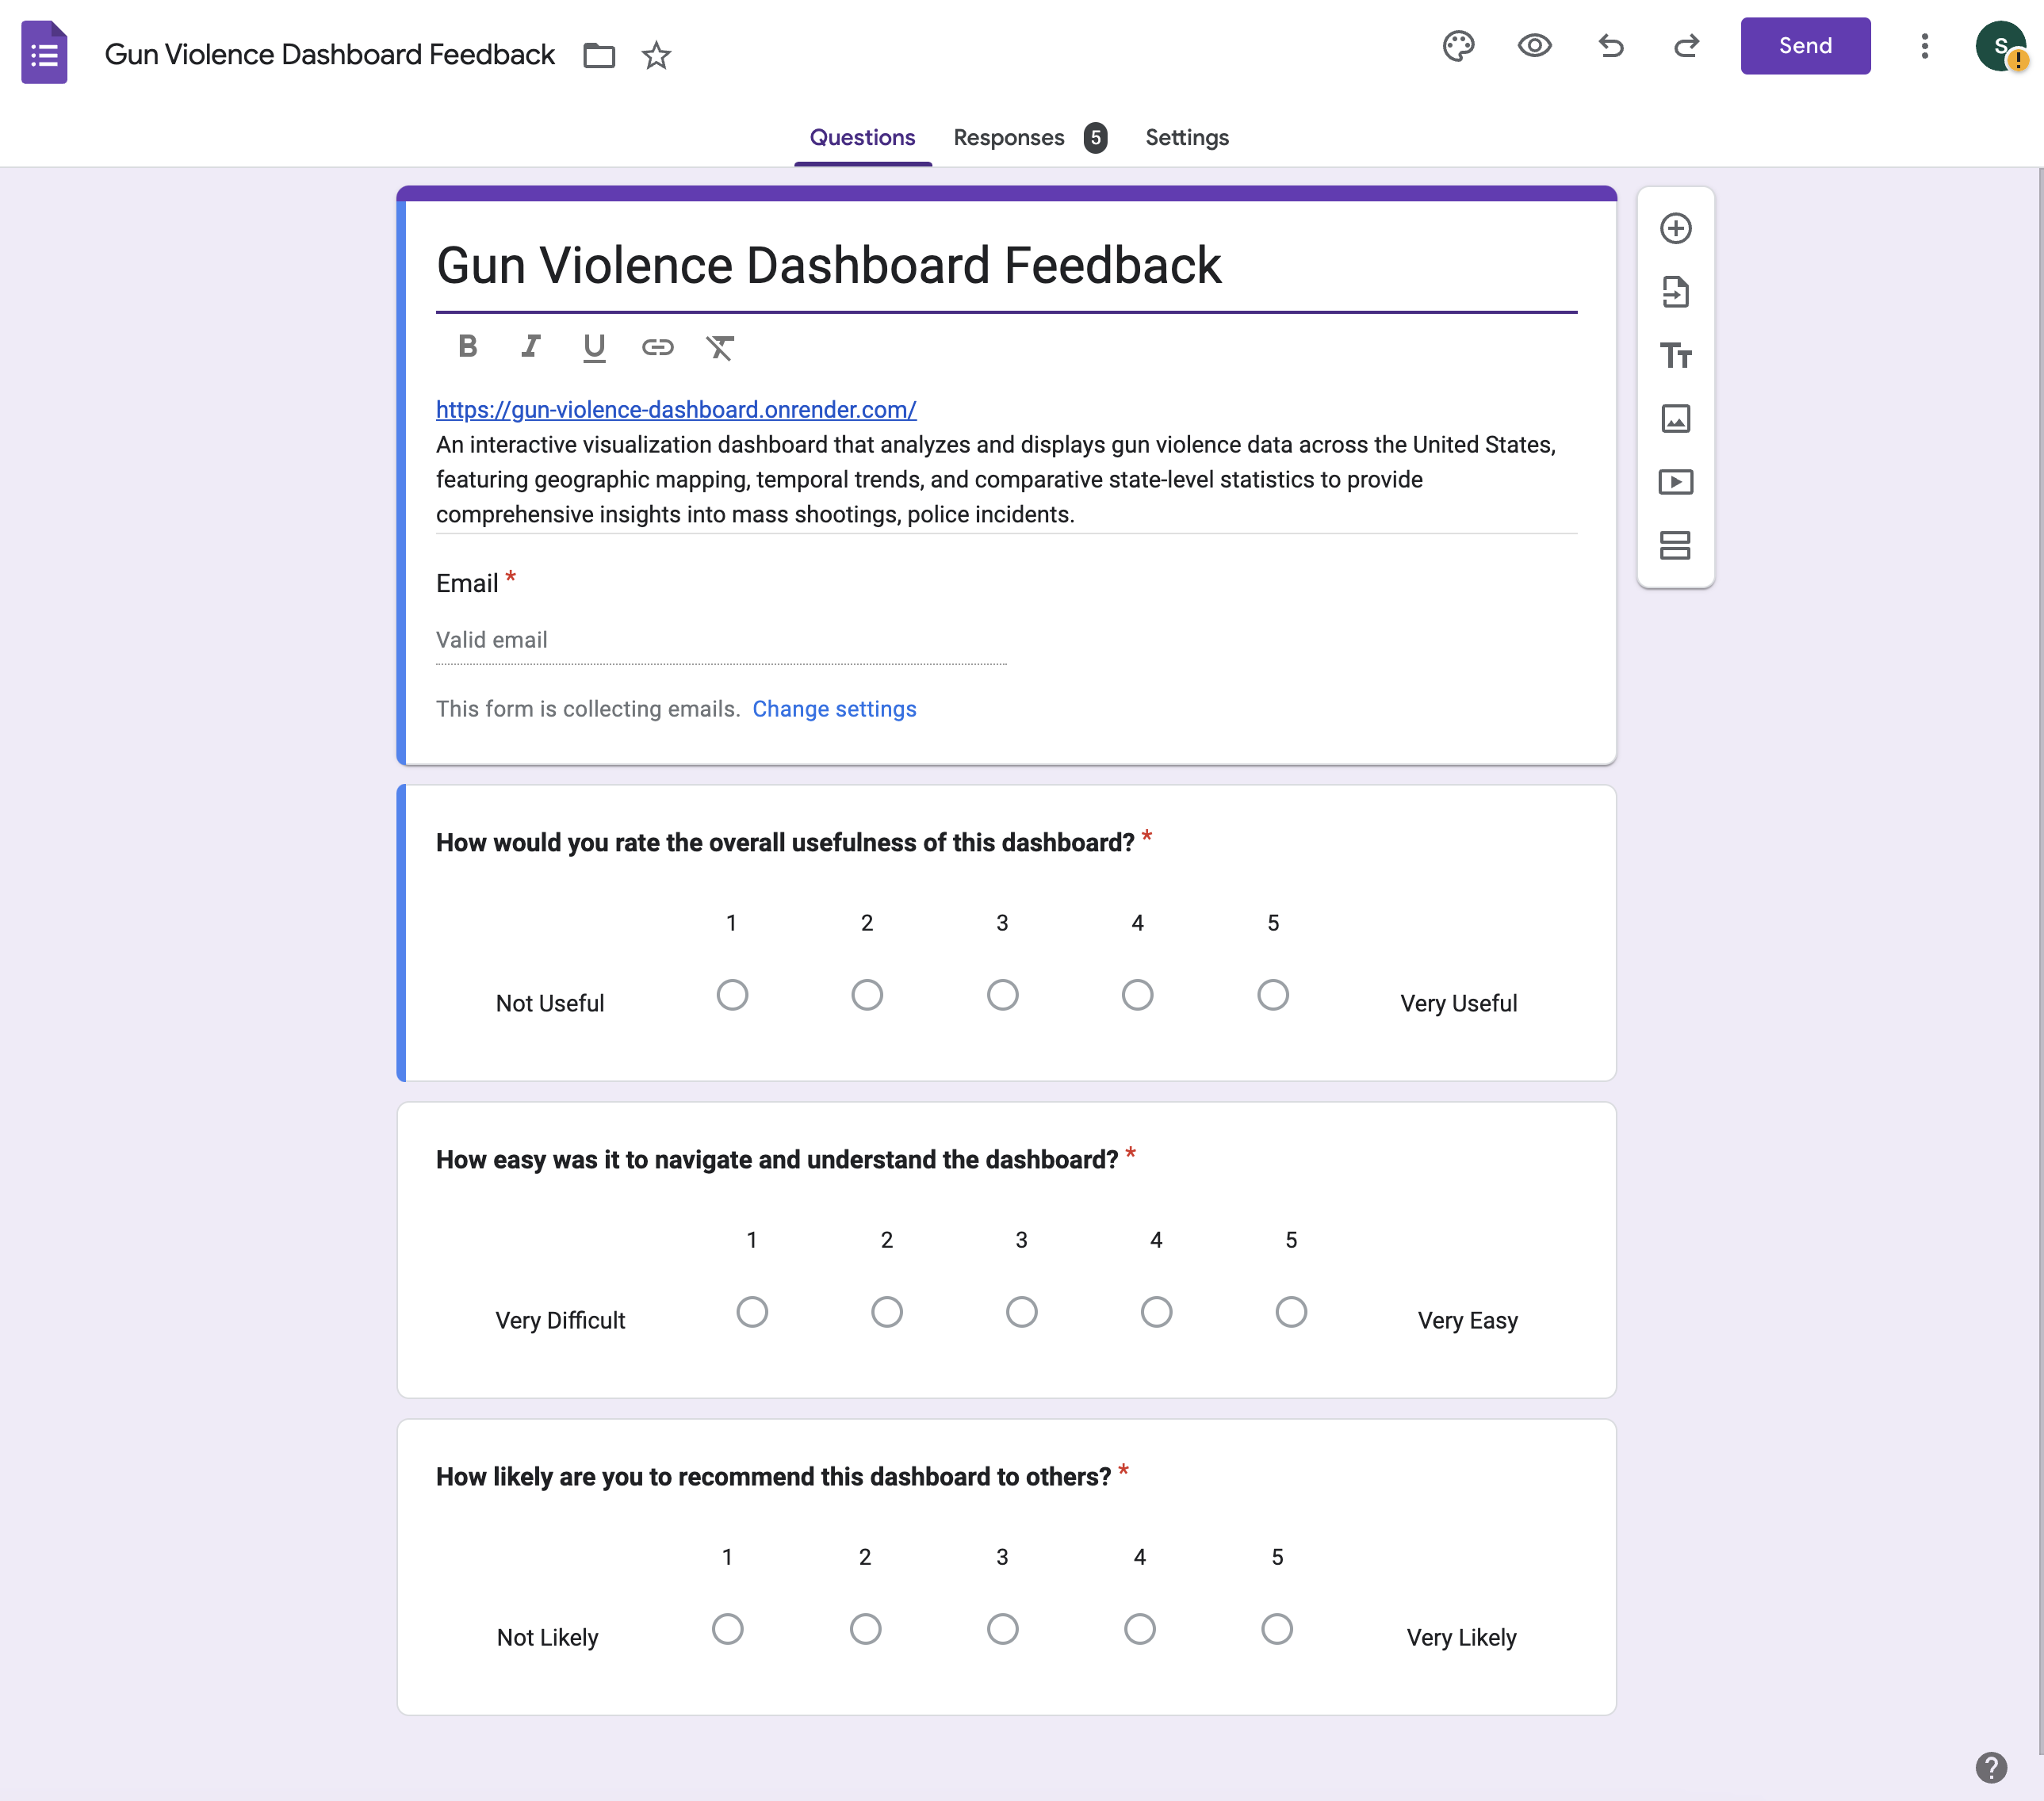 Gun Violence Dashboard Feedback
Send
S
Questions
Responses 5
Settings
Gun Violence Dashboard Feedback
B I U
https://gun-violence-dashboard.onrender.com/
An interactive visualization dashboard that analyzes and displays gun violence data across the United States,
featuring geographic mapping, temporal trends, and comparative state-level statistics to provide
comprehensive insights into mass shootings, police incidents.
Email *
Valid email
This form is collecting emails. Change settings
How would you rate the overall usefulness of this dashboard? *
1 2 3 4 5
Not Useful Very Useful
How easy was it to navigate and understand the dashboard? *
1 2 3 4 5
Very Difficult Very Easy
How likely are you to recommend this dashboard to others? *
1 2 3 4 5
Not Likely Very Likely